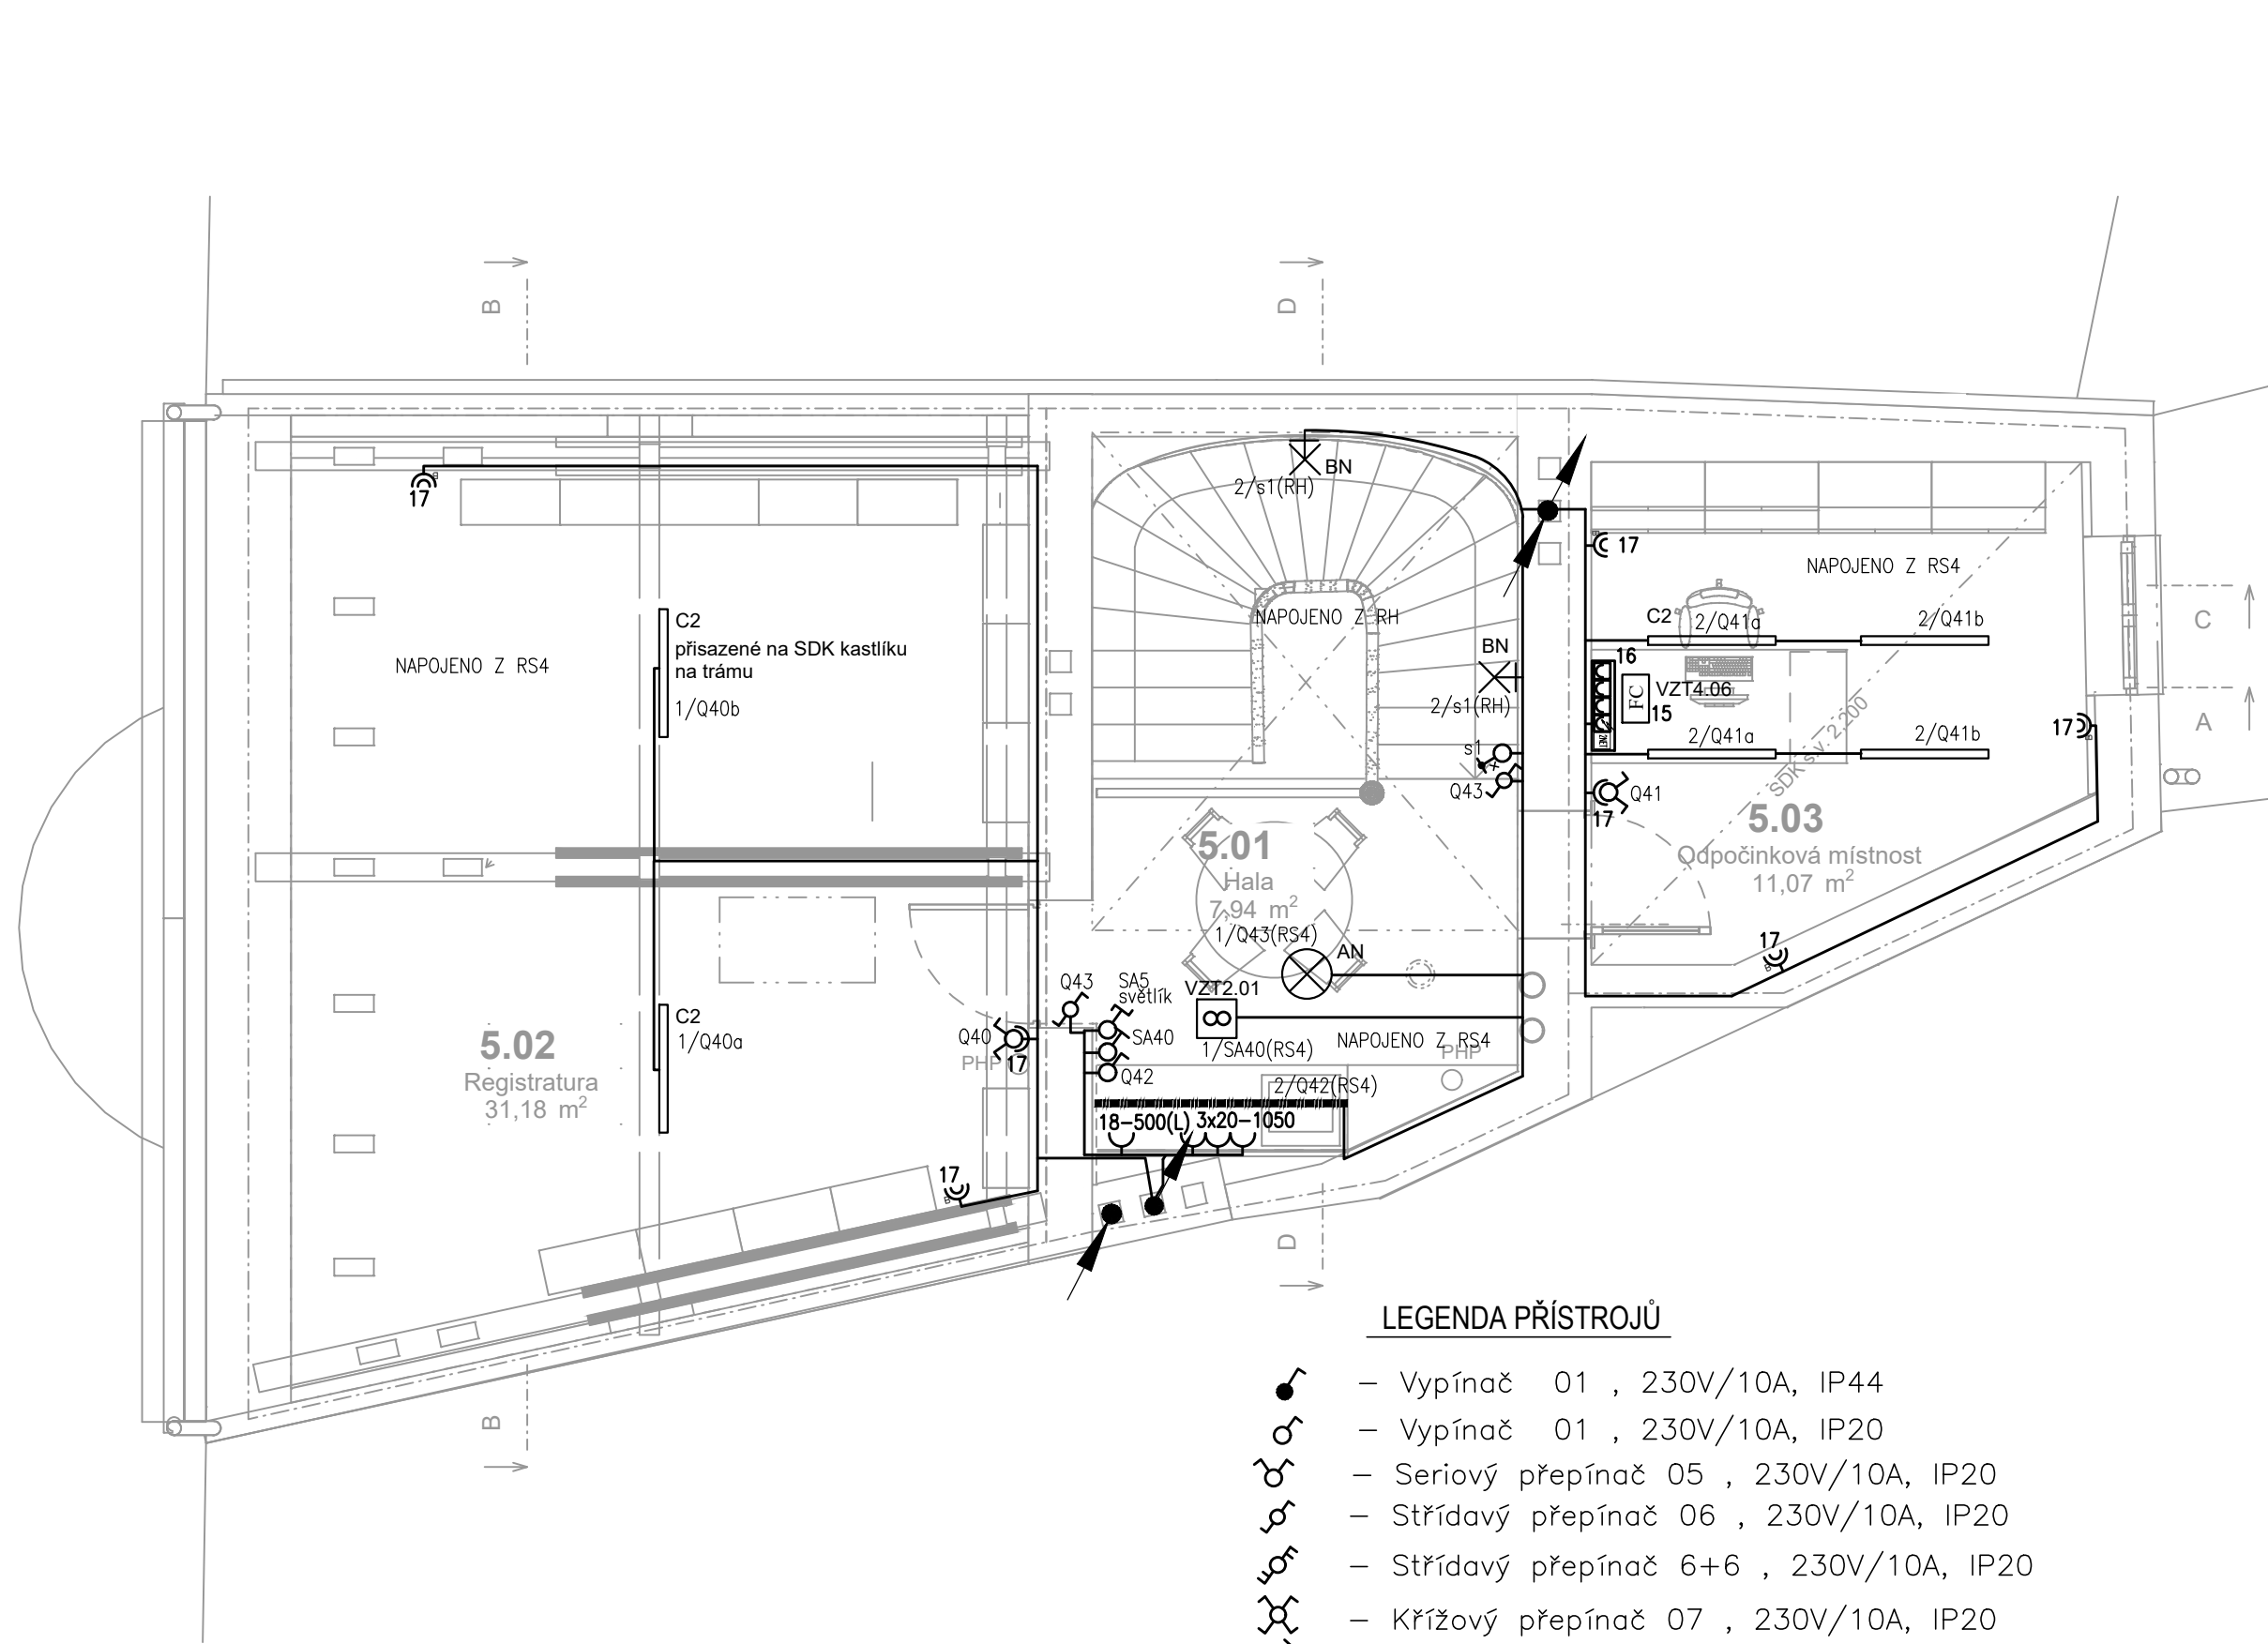 B
D
BN
2/s1(RH)
17
17
NAPOJENO Z RS4
NAPOJENO Z RH
C2
přisazené na SDK kastlíku
na trámu
1/Q40b
NAPOJENO Z RS4
C2
2/Q41a
2/Q41b
C
BN
2/s1(RH)
16
FC
VZT4.06
15
SDK s.v. 2.200
17
A
s1
Q43
2/Q41a
2/Q41b
Q41
17
5.01
Hala
7,94 m2
5.03
Odpočinková místnost
11,07 m2
1/Q43(RS4)
AN
17
Q43
SA5
světlík
VZT2.01
C2
1/Q40a
5.02
Registratura
31,18 m2
Q40
PHP
17
SA40
Q42
1/SA40(RS4)
NAPOJENO Z RS4
PHP
2/Q42(RS4)
18-500(L)
3x20-1050
17
D
B
LEGENDA PŘÍSTROJŮ
– Vypínač 01 , 230V/10A, IP44
– Vypínač 01 , 230V/10A, IP20
– Seriový přepínač 05 , 230V/10A, IP20
– Střídavý přepínač 06 , 230V/10A, IP20
– Střídavý přepínač 6+6 , 230V/10A, IP20
– Křížový přepínač 07 , 230V/10A, IP20